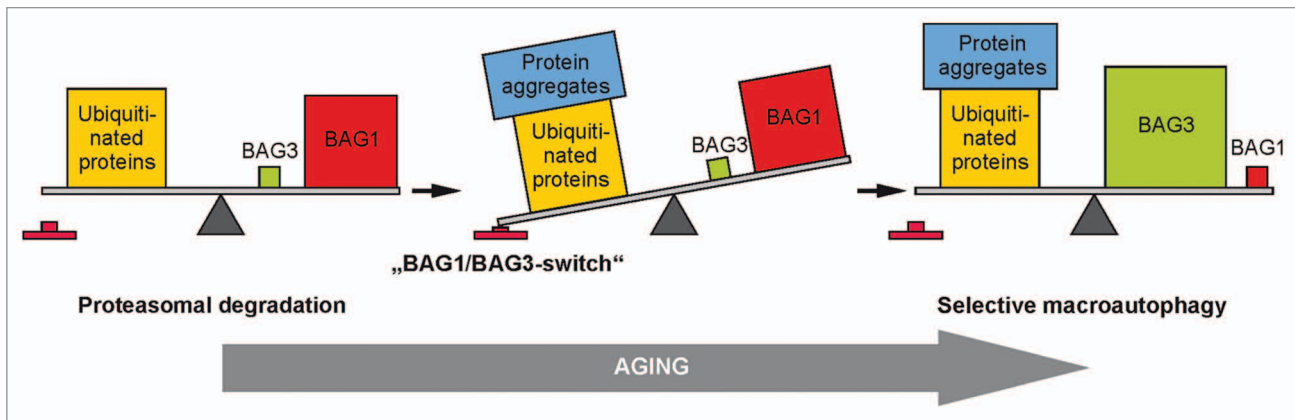 Ubiquiti-
nated
proteins
BAG3
BAG1
Protein
aggregates
Ubiquiti-
nated
proteins
BAG3
BAG1
Protein
aggregates
Ubiquiti-
nated
proteins
BAG3
BAG1
„BAG1/BAG3-switch“
Proteasomal degradation
Selective macroautophagy
AGING